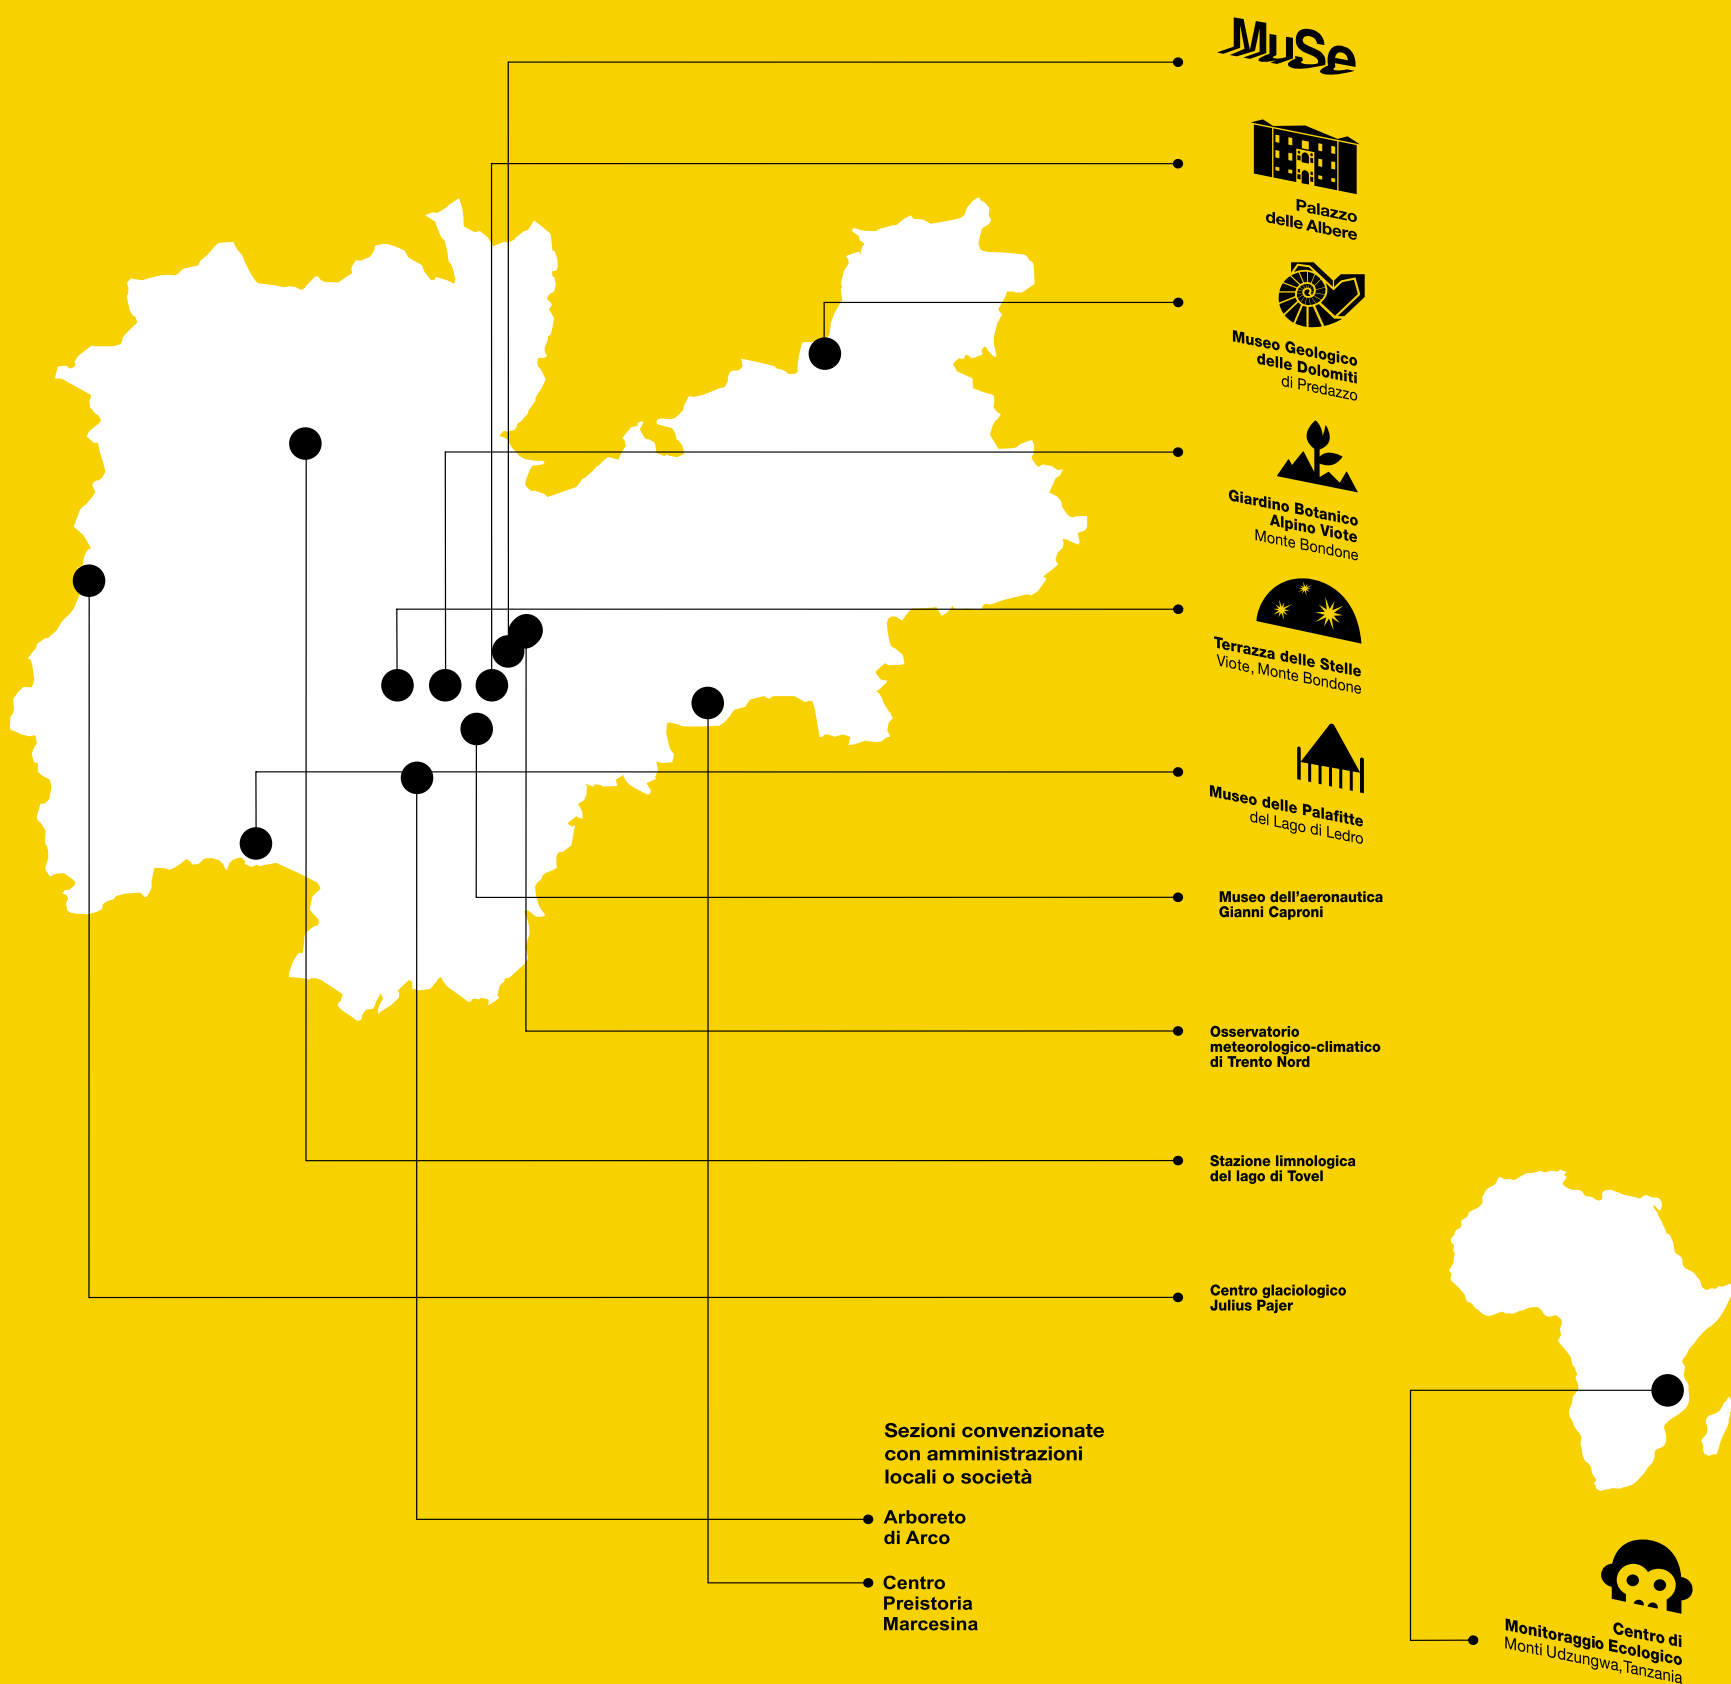 MuSe
Palazzo
delle Albere
Museo Geologico
delle Dolomiti
di Predazzo
Giardino Botanico
Alpino Viote
Monte Bondone
Terrazza delle Stelle
Viote, Monte Bondone
Museo delle Palafitte
del Lago di Ledro
Museo dell'aeronautica
Gianni Caproni
Osservatorio
meteorologico-climatico
di Trento Nord
Stazione limnologica
del lago di Tovel
Centro glaciologico
Julius Pajer
Sezioni convenzionate
con amministrazioni
locali o società
Arboreto
di Arco
Centro
Preistoria
Marcesina
Centro di
Monitoraggio Ecologico
Monti Udzungwa, Tanzania